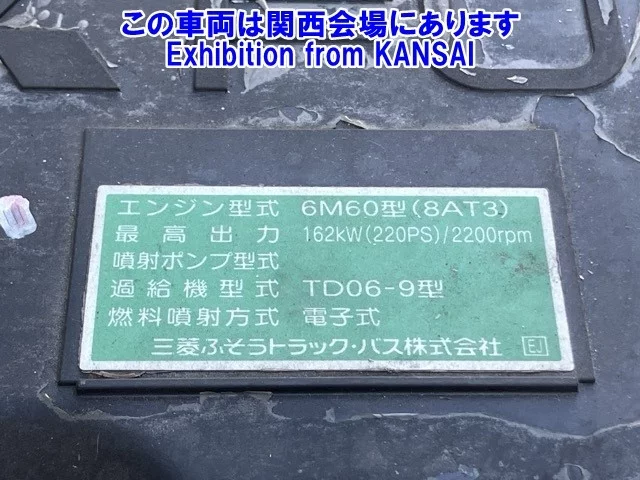 この車両は関西会場にあります
Exhibition from KANSAI
エンジン型式 6M60型(8AT3)
最高出力 162kW(220PS)/2200rpm
噴射ポンプ型式
過給機型式 TD06-9型
燃料噴射方式 電子式
三菱ふそうトラック・バス株式会社 EJ